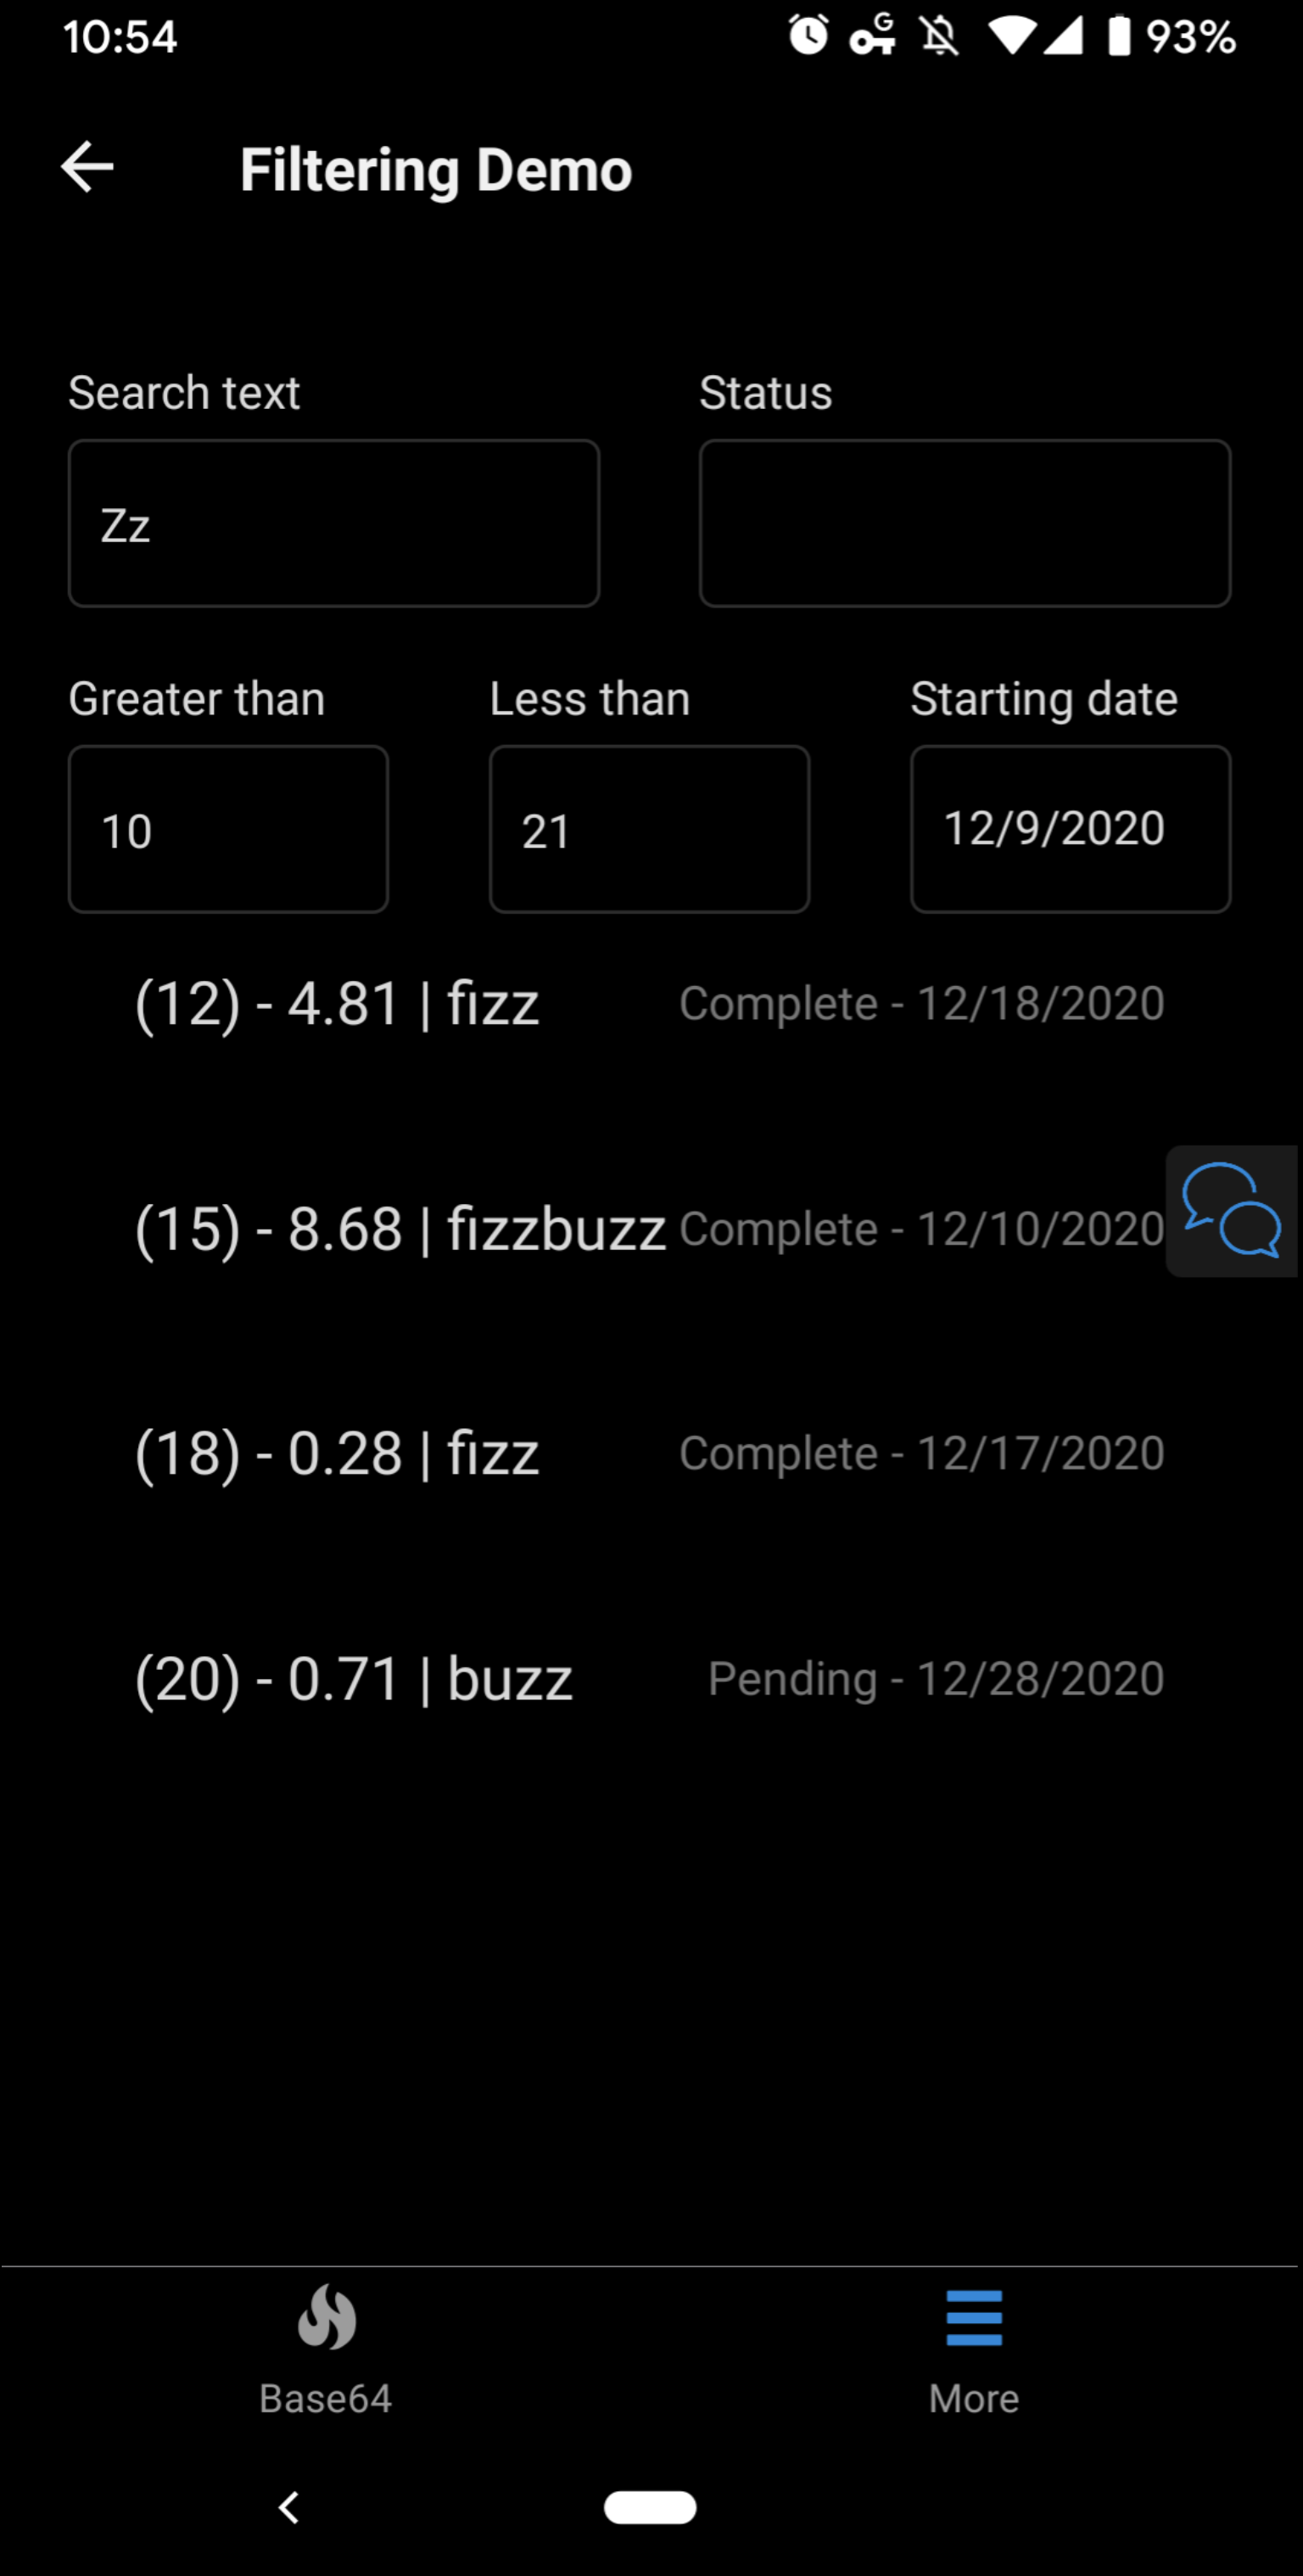 10:54 G 93%
Filtering Demo
Search text Status
Zz
Greater than Less than Starting date
10 21 12/9/2020
(12) - 4.81 | fizz Complete - 12/18/2020
(15) - 8.68 | fizzbuzz Complete - 12/10/2020
(18) - 0.28 | fizz Complete - 12/17/2020
(20) - 0.71 | buzz Pending - 12/28/2020
Base64 More